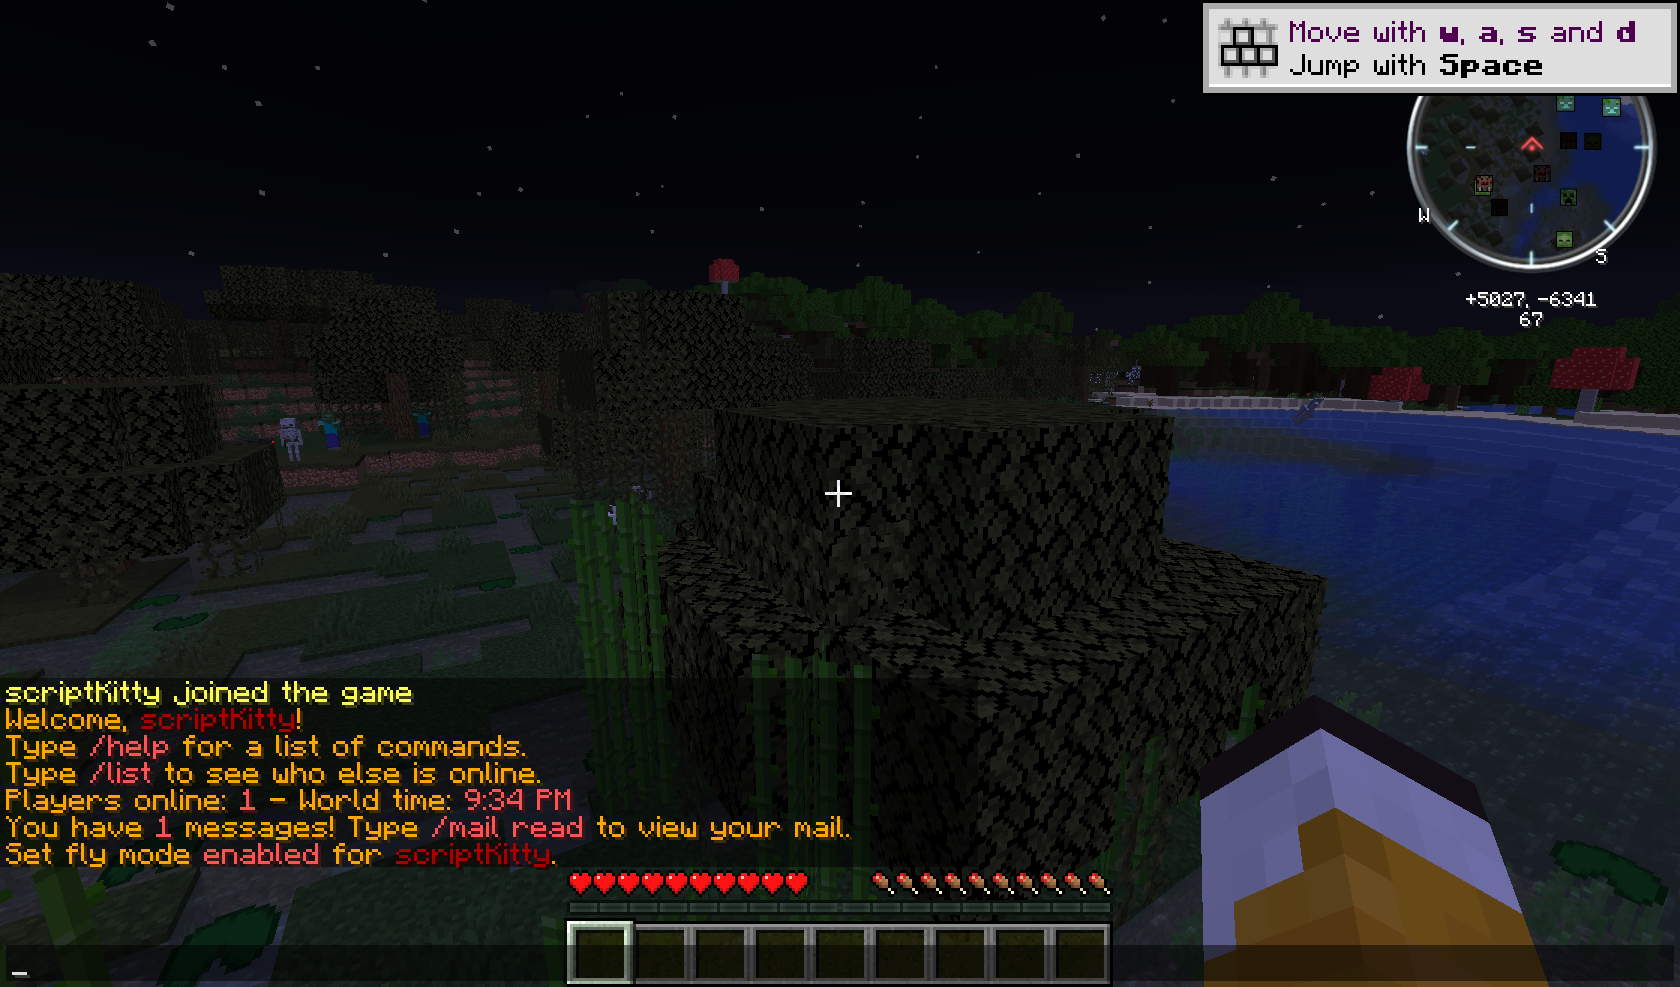 Move with w, a, s and d
Jump with Space
W
S
+5027, -6341
67
scriptKitty joined the game
Welcome, scriptKitty!
Type /help for a list of commands.
Type /list to see who else is online.
Players online: 1 - World time: 9:34 PM
You have 1 messages! Type /mail read to view your mail.
Set fly mode enabled for scriptKitty.
_